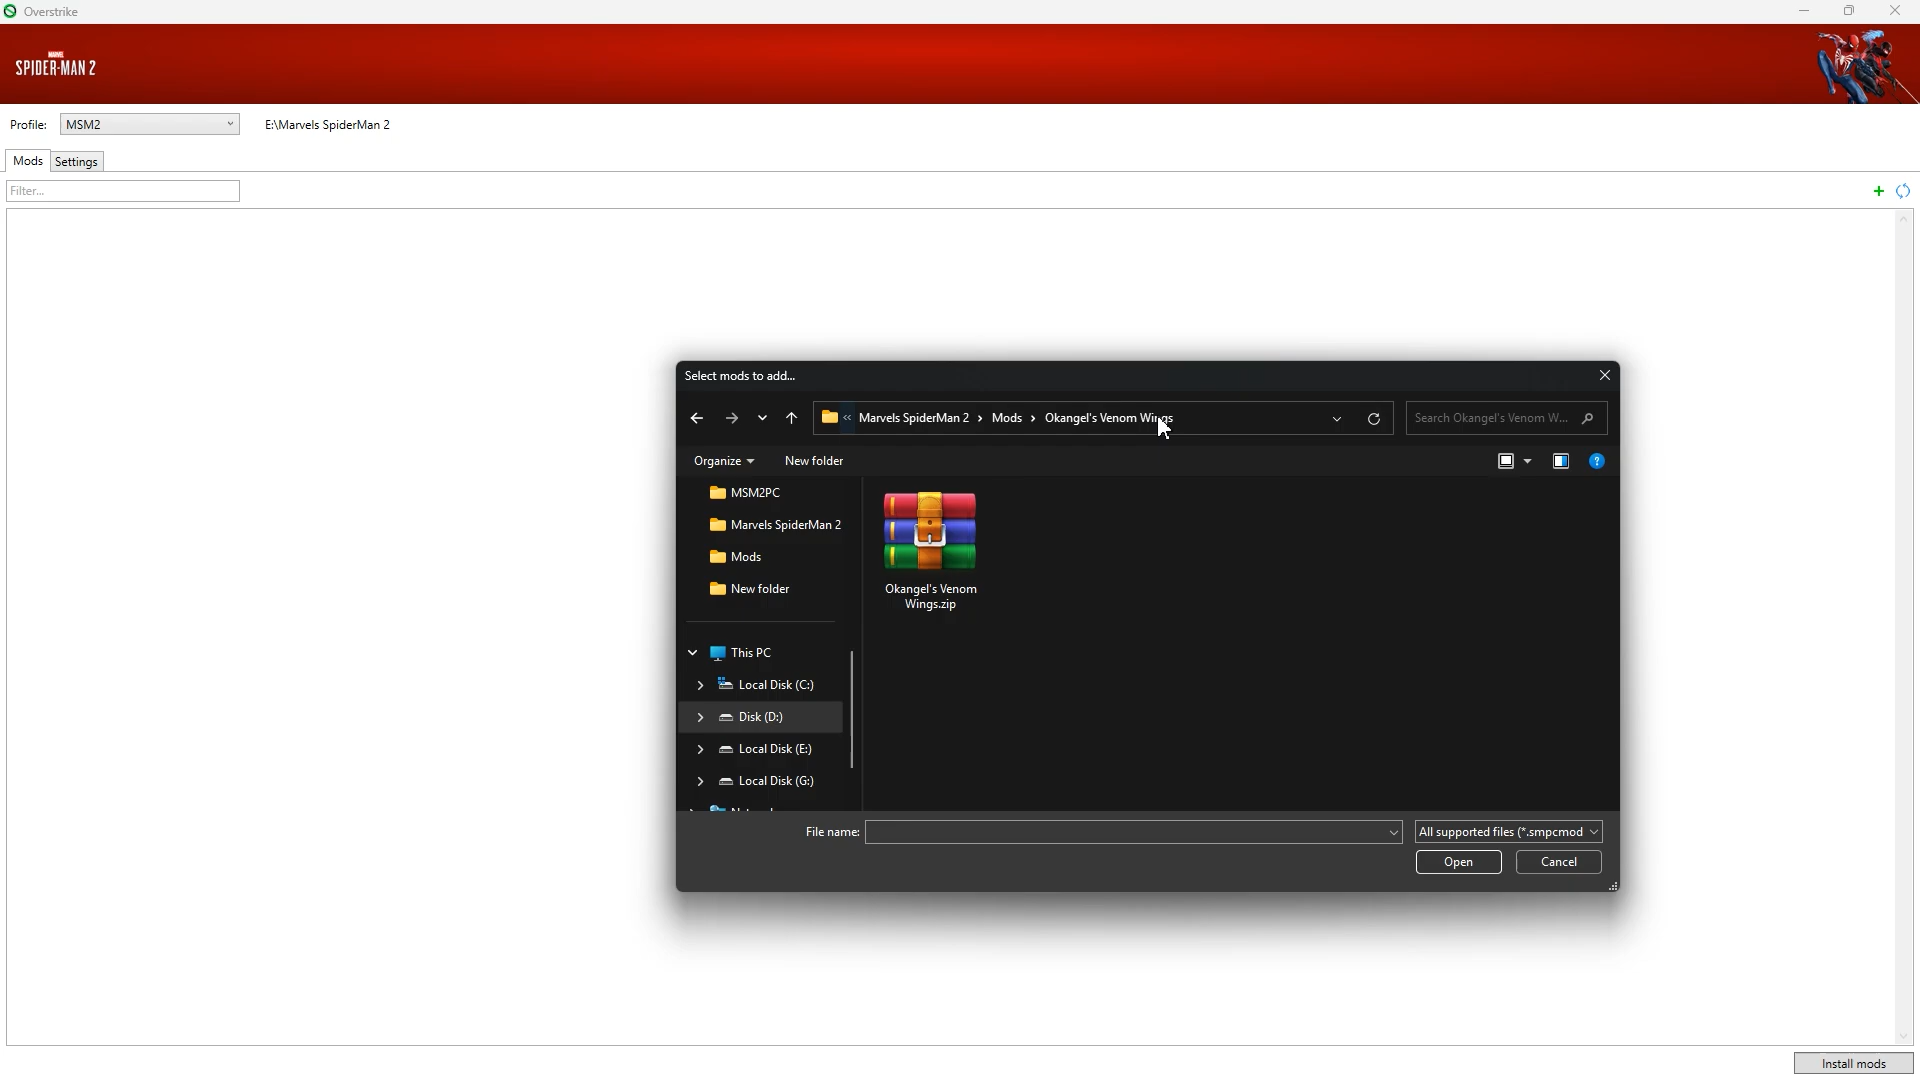 Overstrike
MARVEL
SPIDER-MAN 2
Profile: MSM2 E:\Marvels SpiderMan 2
Mods Settings
Filter...
Select mods to add...
« Marvels SpiderMan 2 › Mods › Okangel's Venom Wings
Search Okangel's Venom W...
Organize New folder
MSM2PC
Marvels SpiderMan 2
Mods
New folder
Okangel's Venom
Wings.zip
This PC
Local Disk (C:)
Disk (D:)
Local Disk (E:)
Local Disk (G:)
File name: All supported files (*.smpcmod
Open Cancel
Install mods